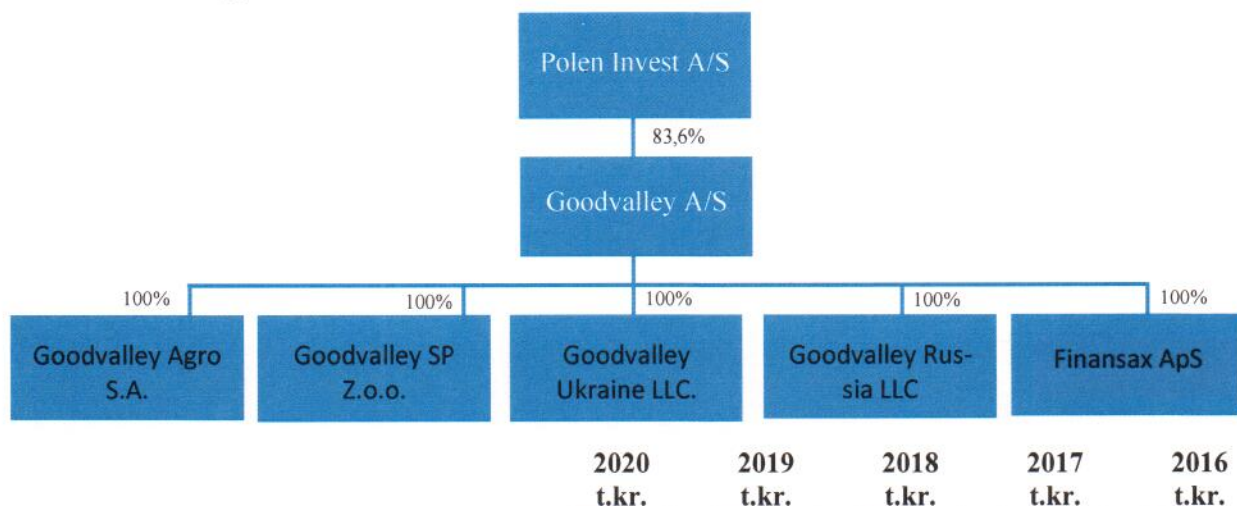 Polen Invest A/S
83,6%
Goodvalley A/S
100% 100% 100% 100% 100%
Goodvalley Agro
S.A.
Goodvalley SP
Z.o.o.
Goodvalley
Ukraine LLC.
Goodvalley Rus-
sia LLC
Finansax ApS
2020 2019 2018 2017 2016
t.kr. t.kr. t.kr. t.kr. t.kr.